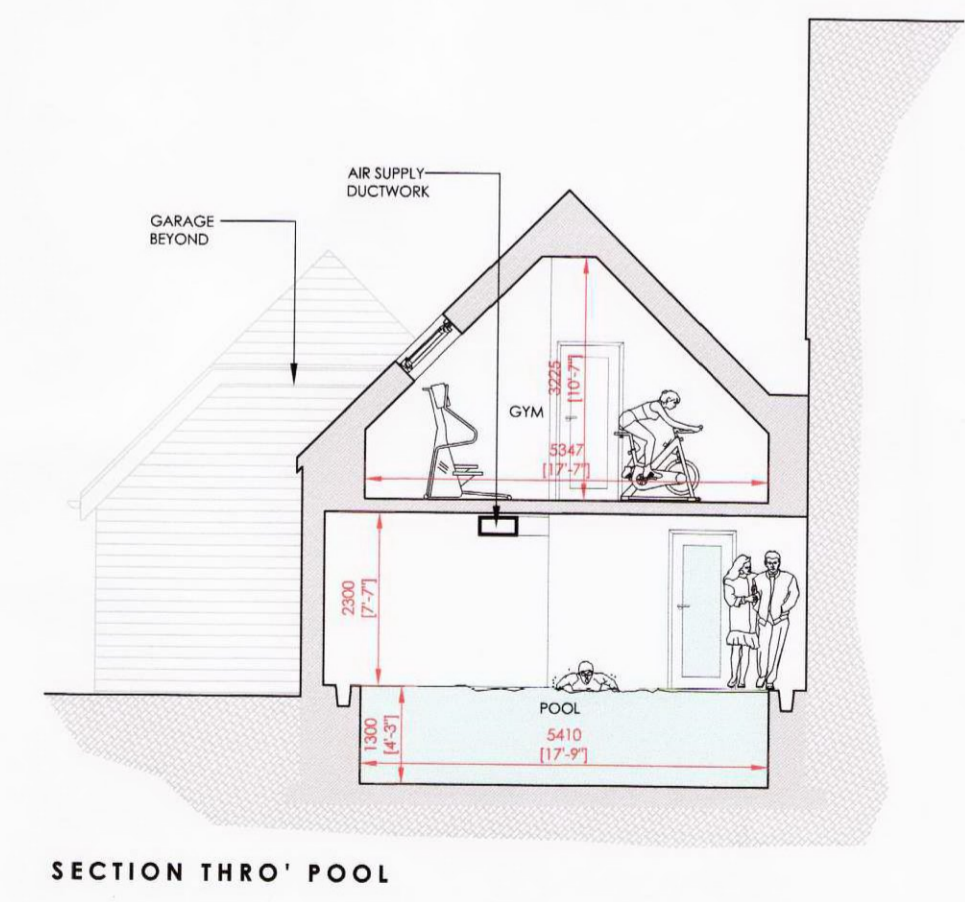 AIR SUPPLY
DUCTWORK
GARAGE
BEYOND
3225
[10'-7"]
GYM
5347
[17'-7"]
2300
[7'-7"]
POOL
1300
[4'-3"]
5410
[17'-9"]
SECTION THRO' POOL